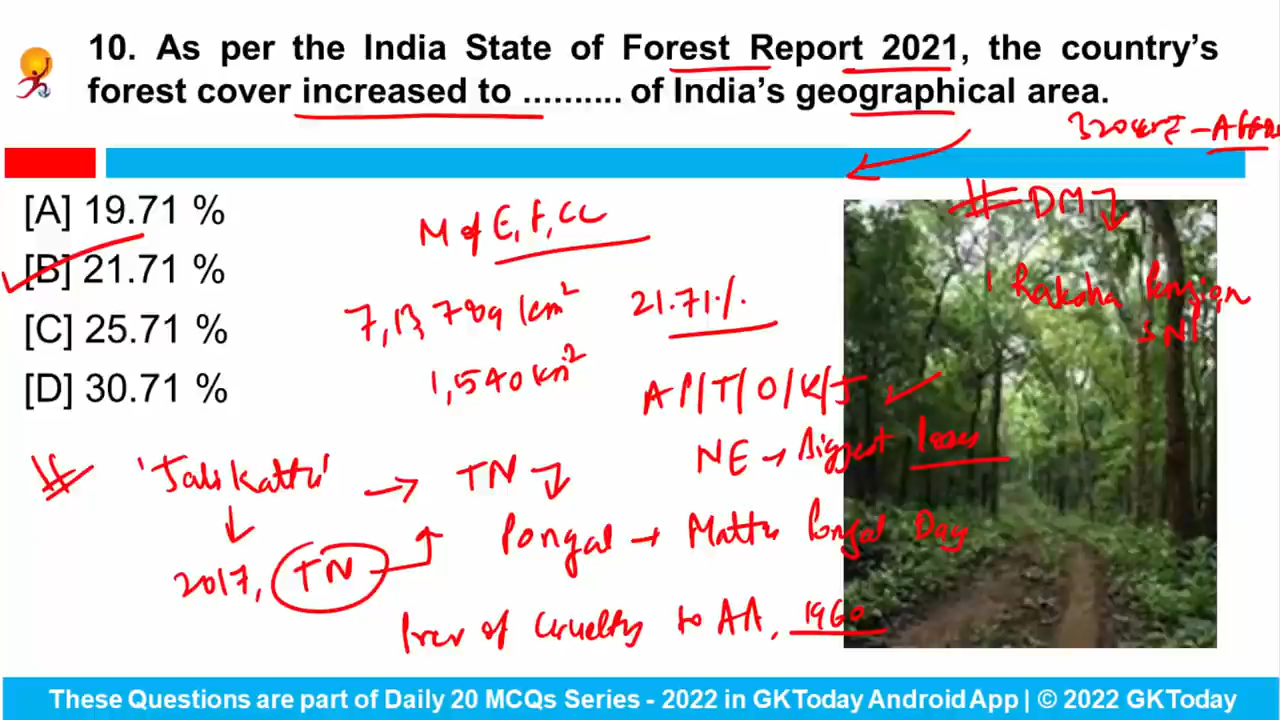 10. As per the India State of Forest Report 2021, the country's
forest cover increased to .......... of India's geographical area.
[A] 19.71 %
[B] 21.71 %
[C] 25.71 %
[D] 30.71 %
M of E, F, CC
7,13,789 km²
21.71%
1,540 km²
AP/T/O/K/J
NE → Biggest losses
# DM
Raksha Pension
# 'Jallikattu' → TN
2017, TN
Pongal → Mattu Pongal Day
Prev of Cruelty to AA, 1960
These Questions are part of Daily 20 MCQs Series - 2022 in GKToday Android App | © 2022 GKToday